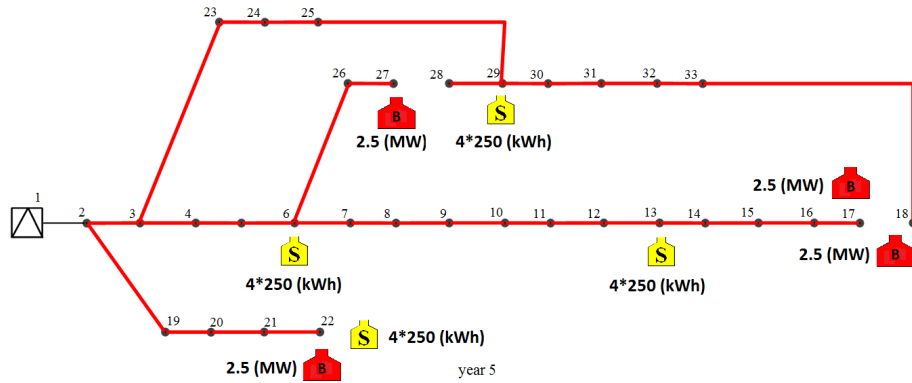 23 24 25
26 27 28 29 30 31 32 33
B
S
2.5 (MW) 4*250 (kWh)
2.5 (MW) B
1 2 3 4 6 7 8 9 10 11 12 13 14 15 16 17 18
S S
2.5 (MW) B
4*250 (kWh) 4*250 (kWh)
19 20 21 22
S 4*250 (kWh)
2.5 (MW) B
year 5